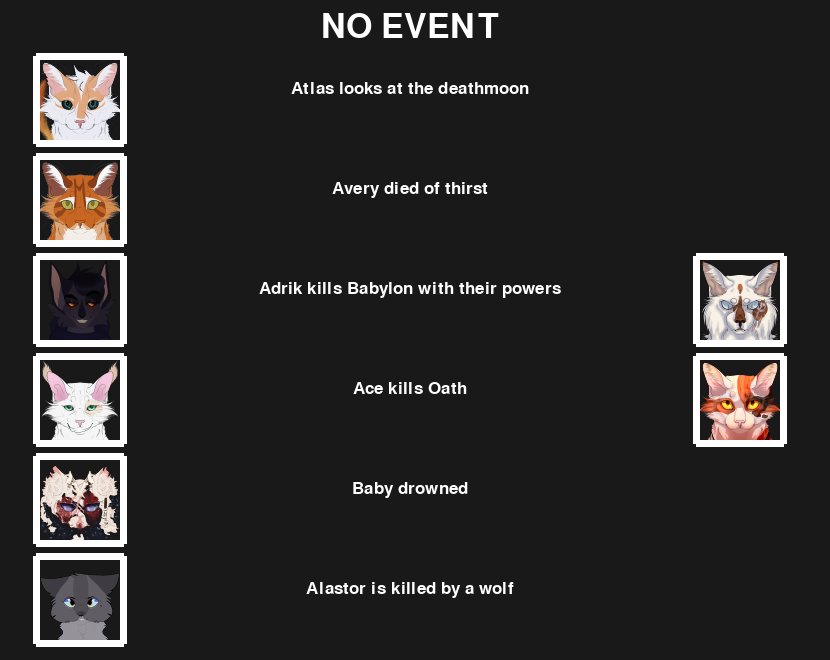 NO EVENT
Atlas looks at the deathmoon
Avery died of thirst
Adrik kills Babylon with their powers
Ace kills Oath
Baby drowned
Alastor is killed by a wolf